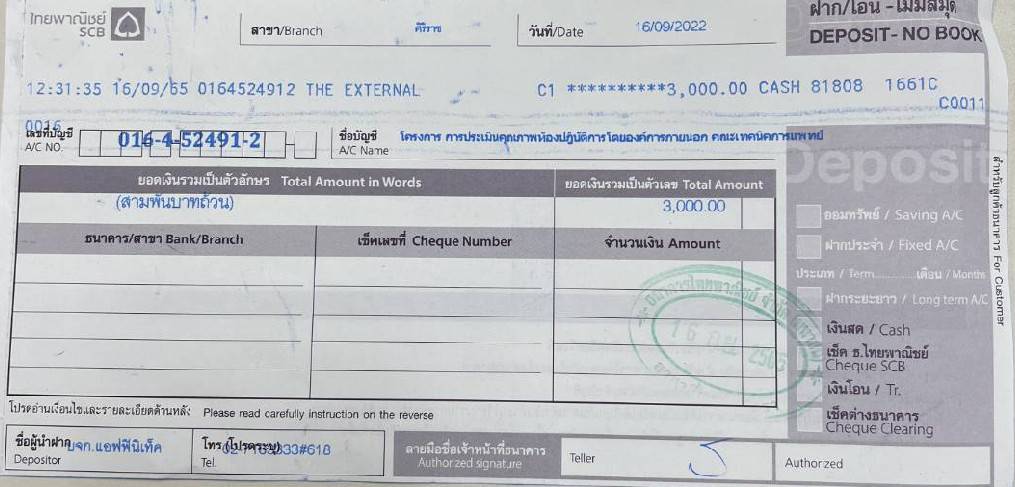 ไทยพาณิชย์
SCB
สาขา/Branch ศิริราช
วันที่/Date 16/09/2022
ฝาก/โอน - ไม่มีสมุด
DEPOSIT- NO BOOK
12:31:35 16/09/65 0164524912 THE EXTERNAL C1 **********3,000.00 CASH 81808 1661C
C0011
0016
เลขที่บัญชี
A/C NO. 016-4-52491-2
ชื่อบัญชี
A/C Name โครงการ การประเมินคุณภาพห้องปฏิบัติการโดยองค์การภายนอก คณะเทคนิคการแพทย์
Deposit
ยอดเงินรวมเป็นตัวอักษร Total Amount in Words
ยอดเงินรวมเป็นตัวเลข Total Amount
(สามพันบาทถ้วน) 3,000.00
ธนาคาร/สาขา Bank/Branch
เช็คเลขที่ Cheque Number
จำนวนเงิน Amount
ออมทรัพย์ / Saving A/C
ฝากประจำ / Fixed A/C
ประเภท / Term..........เดือน / Months
ฝากระยะยาว / Long term A/C
เงินสด / Cash
เช็ค ธ.ไทยพาณิชย์
Cheque SCB
เงินโอน / Tr.
เช็คต่างธนาคาร
Cheque Clearing
สำหรับลูกค้าธนาคาร For Customer
16 ก.ย. 2565
โปรดอ่านเงื่อนไขและรายละเอียดด้านหลัง Please read carefully instruction on the reverse
ชื่อผู้นำฝาก บจก.แอฟฟินิเท็ค
Depositor
โทร.(โปรดระบุ)
Tel.
ลายมือชื่อเจ้าหน้าที่ธนาคาร
Authorzed signature
Teller
Authorzed